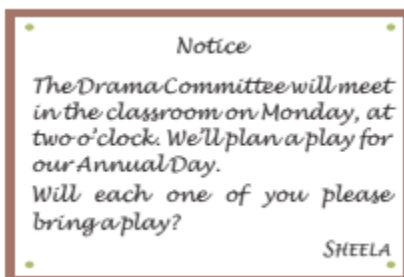 Notice
The Drama Committee will meet
in the classroom on Monday, at
two o'clock. We'll plan a play for
our Annual Day.
Will each one of you please
bring a play?
SHEELA